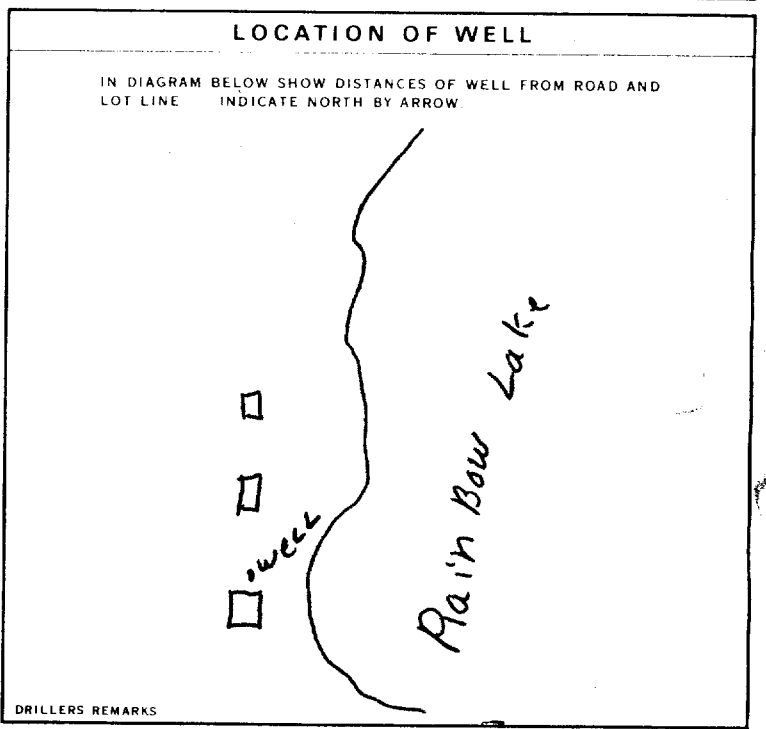 LOCATION OF WELL
IN DIAGRAM BELOW SHOW DISTANCES OF WELL FROM ROAD AND
LOT LINE INDICATE NORTH BY ARROW
Rain Bow Lake
WELL
DRILLERS REMARKS